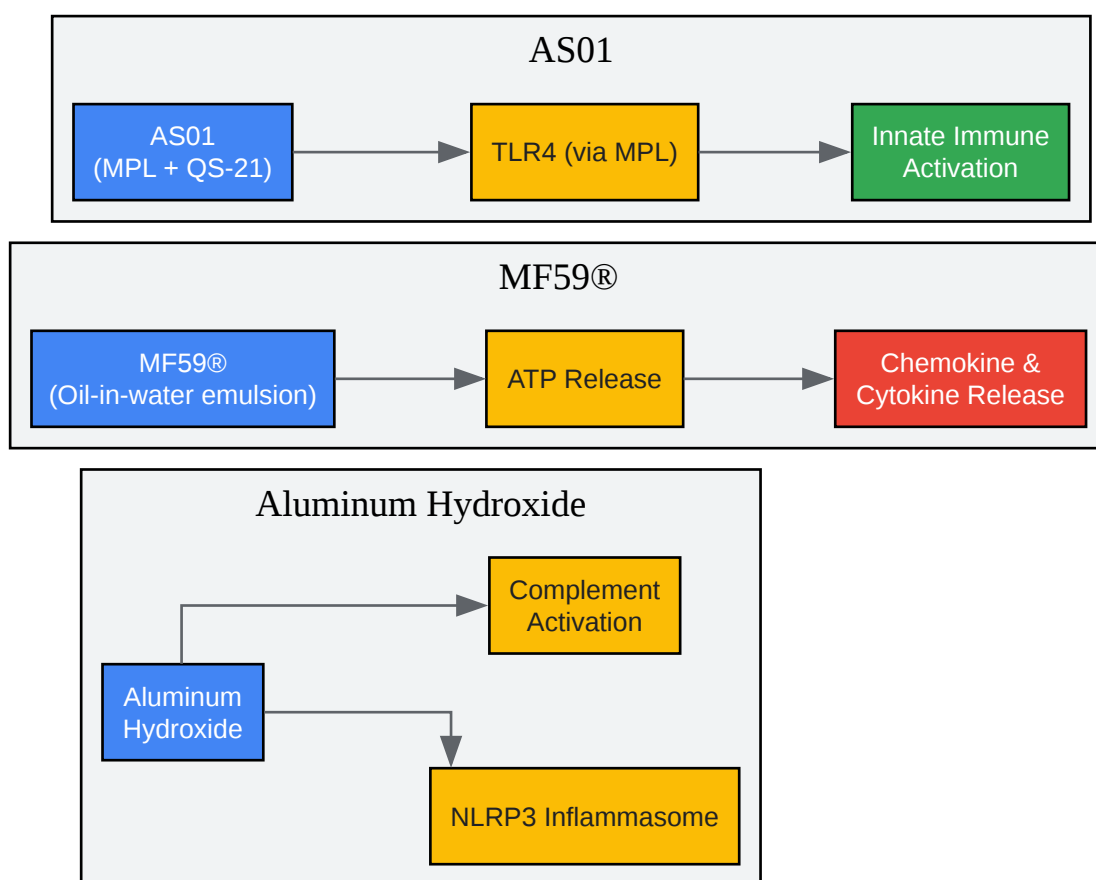 AS01
AS01
(MPL + QS-21)
TLR4 (via MPL)
Innate Immune
Activation
MF59®
MF59®
(Oil-in-water emulsion)
ATP Release
Chemokine &
Cytokine Release
Aluminum Hydroxide
Complement
Activation
Aluminum
Hydroxide
NLRP3 Inflammasome